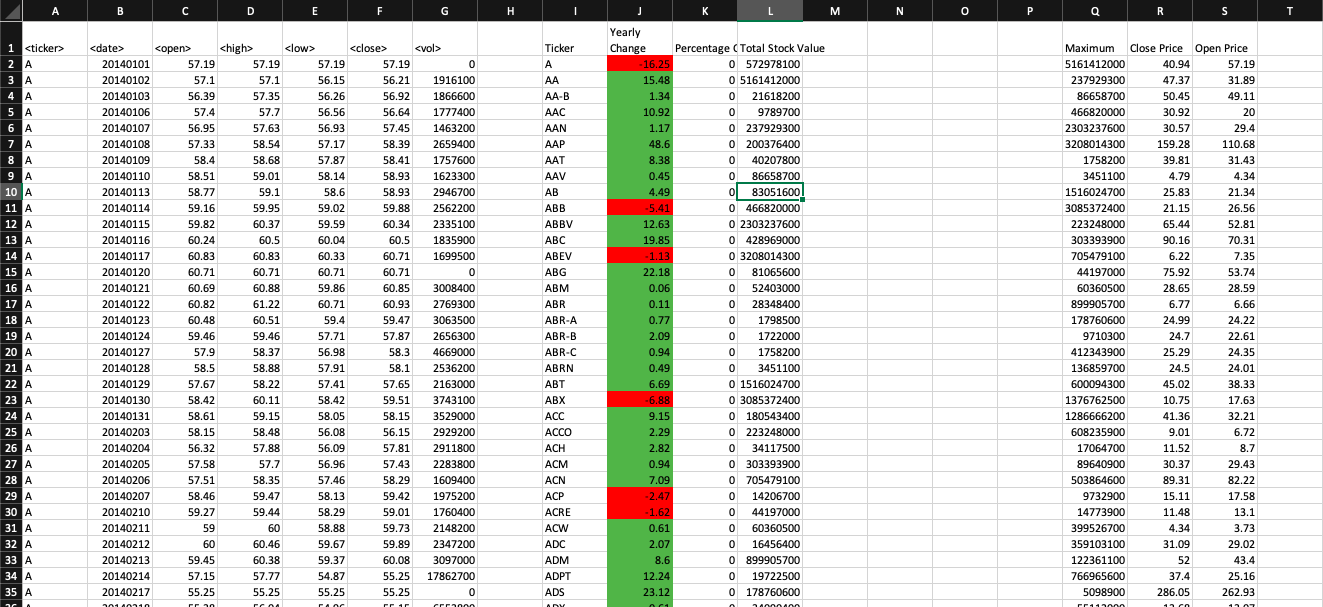 A B C D E F G H I J K L M N O P Q R S T
Yearly
1 <ticker> <date> <open> <high> <low> <close> <vol> Ticker Change Percentage Total Stock Value Maximum Close Price Open Price
2 A 20140101 57.19 57.19 57.19 57.19 0 A -16.25 0 572978100 5161412000 40.94 57.19
3 A 20140102 57.1 57.1 56.15 56.21 1916100 AA 15.48 0 5161412000 237929300 47.37 31.89
4 A 20140103 56.39 57.35 56.26 56.92 1866600 AA-B 1.34 0 21618200 86658700 50.45 49.11
5 A 20140106 57.4 57.7 56.56 56.64 1777400 AAC 10.92 0 9789700 466820000 30.92 20
6 A 20140107 56.95 57.63 56.93 57.45 1463200 AAN 1.17 0 237929300 2303237600 30.57 29.4
7 A 20140108 57.33 58.54 57.17 58.39 2659400 AAP 48.6 0 200376400 3208014300 159.28 110.68
8 A 20140109 58.4 58.68 57.87 58.41 1757600 AAT 8.38 0 40207800 1758200 39.81 31.43
9 A 20140110 58.51 59.01 58.14 58.93 1623300 AAV 0.45 0 86658700 3451100 4.79 4.34
10 A 20140113 58.77 59.1 58.6 58.93 2946700 AB 4.49 0 83051600 1516024700 25.83 21.34
11 A 20140114 59.16 59.95 59.02 59.88 2562200 ABB -5.41 0 466820000 3085372400 21.15 26.56
12 A 20140115 59.82 60.37 59.59 60.34 2335100 ABBV 12.63 0 2303237600 223248000 65.44 52.81
13 A 20140116 60.24 60.5 60.04 60.5 1835900 ABC 19.85 0 428969000 303393900 90.16 70.31
14 A 20140117 60.83 60.83 60.33 60.71 1699500 ABEV -1.13 0 3208014300 705479100 6.22 7.35
15 A 20140120 60.71 60.71 60.71 60.71 0 ABG 22.18 0 81065600 44197000 75.92 53.74
16 A 20140121 60.69 60.88 59.86 60.85 3008400 ABM 0.06 0 52403000 60360500 28.65 28.59
17 A 20140122 60.82 61.22 60.71 60.93 2769300 ABR 0.11 0 28348400 899905700 6.77 6.66
18 A 20140123 60.48 60.51 59.4 59.47 3063500 ABR-A 0.77 0 1798500 178760600 24.99 24.22
19 A 20140124 59.46 59.46 57.71 57.87 2656300 ABR-B 2.09 0 1722000 9710300 24.7 22.61
20 A 20140127 57.9 58.37 56.98 58.3 4669000 ABR-C 0.94 0 1758200 412343900 25.29 24.35
21 A 20140128 58.5 58.88 57.91 58.1 2536200 ABRN 0.49 0 3451100 136859700 24.5 24.01
22 A 20140129 57.67 58.22 57.41 57.65 2163000 ABT 6.69 0 1516024700 600094300 45.02 38.33
23 A 20140130 58.42 60.11 58.42 59.51 3743100 ABX -6.88 0 3085372400 1376762500 10.75 17.63
24 A 20140131 58.61 59.15 58.05 58.15 3529000 ACC 9.15 0 180543400 1286666200 41.36 32.21
25 A 20140203 58.15 58.48 56.08 56.15 2929200 ACCO 2.29 0 223248000 608235900 9.01 6.72
26 A 20140204 56.32 57.88 56.09 57.81 2911800 ACH 2.82 0 34117500 17064700 11.52 8.7
27 A 20140205 57.58 57.7 56.96 57.43 2283800 ACM 0.94 0 303393900 89640900 30.37 29.43
28 A 20140206 57.51 58.35 57.46 58.29 1609400 ACN 7.09 0 705479100 503864600 89.31 82.22
29 A 20140207 58.46 59.47 58.13 59.42 1975200 ACP -2.47 0 14206700 9732900 15.11 17.58
30 A 20140210 59.27 59.44 58.29 59.01 1760400 ACRE -1.62 0 44197000 14773900 11.48 13.1
31 A 20140211 59 60 58.88 59.73 2148200 ACW 0.61 0 60360500 399526700 4.34 3.73
32 A 20140212 60 60.46 59.67 59.89 2347200 ADC 2.07 0 16456400 359103100 31.09 29.02
33 A 20140213 59.45 60.38 59.37 60.08 3097000 ADM 8.6 0 899905700 122361100 52 43.4
34 A 20140214 57.15 57.77 54.87 55.25 17862700 ADPT 12.24 0 19722500 766965600 37.4 25.16
35 A 20140217 55.25 55.25 55.25 55.25 0 ADS 23.12 0 178760600 5098900 286.05 262.93